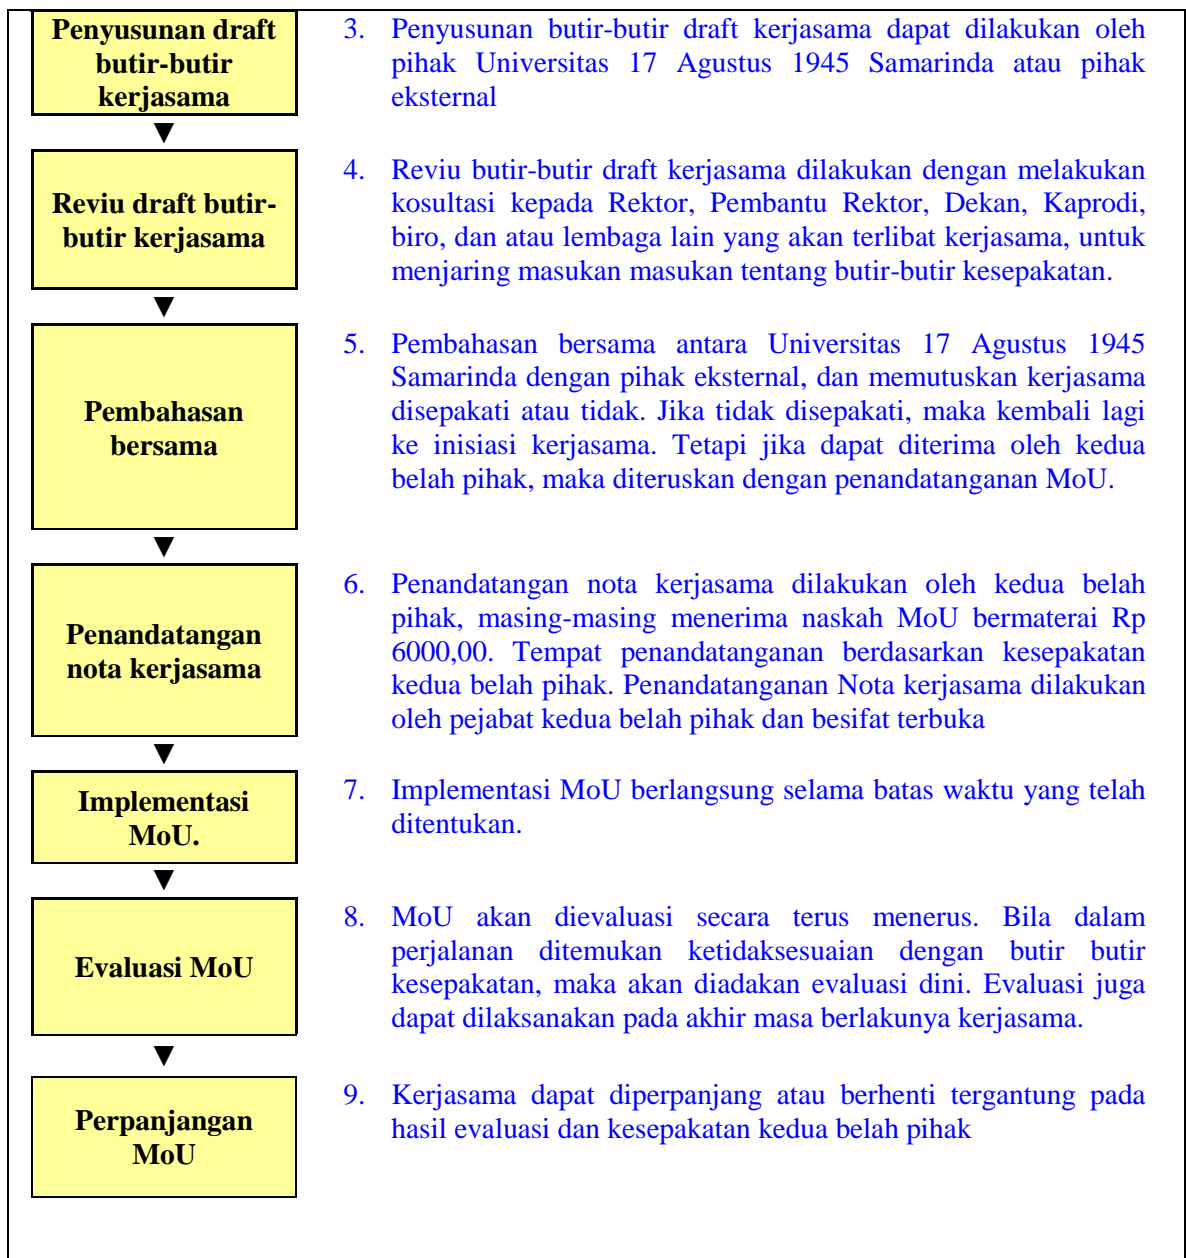 Penyusunan draft
butir-butir
kerjasama
3. Penyusunan butir-butir draft kerjasama dapat dilakukan oleh
pihak Universitas 17 Agustus 1945 Samarinda atau pihak
eksternal
▼
Reviu draft butir-
butir kerjasama
4. Reviu butir-butir draft kerjasama dilakukan dengan melakukan
kosultasi kepada Rektor, Pembantu Rektor, Dekan, Kaprodi,
biro, dan atau lembaga lain yang akan terlibat kerjasama, untuk
menjaring masukan masukan tentang butir-butir kesepakatan.
▼
Pembahasan
bersama
5. Pembahasan bersama antara Universitas 17 Agustus 1945
Samarinda dengan pihak eksternal, dan memutuskan kerjasama
disepakati atau tidak. Jika tidak disepakati, maka kembali lagi
ke inisiasi kerjasama. Tetapi jika dapat diterima oleh kedua
belah pihak, maka diteruskan dengan penandatanganan MoU.
▼
Penandatangan
nota kerjasama
6. Penandatangan nota kerjasama dilakukan oleh kedua belah
pihak, masing-masing menerima naskah MoU bermaterai Rp
6000,00. Tempat penandatanganan berdasarkan kesepakatan
kedua belah pihak. Penandatanganan Nota kerjasama dilakukan
oleh pejabat kedua belah pihak dan besifat terbuka
▼
Implementasi
MoU.
7. Implementasi MoU berlangsung selama batas waktu yang telah
ditentukan.
▼
Evaluasi MoU
8. MoU akan dievaluasi secara terus menerus. Bila dalam
perjalanan ditemukan ketidaksesuaian dengan butir butir
kesepakatan, maka akan diadakan evaluasi dini. Evaluasi juga
dapat dilaksanakan pada akhir masa berlakunya kerjasama.
▼
Perpanjangan
MoU
9. Kerjasama dapat diperpanjang atau berhenti tergantung pada
hasil evaluasi dan kesepakatan kedua belah pihak